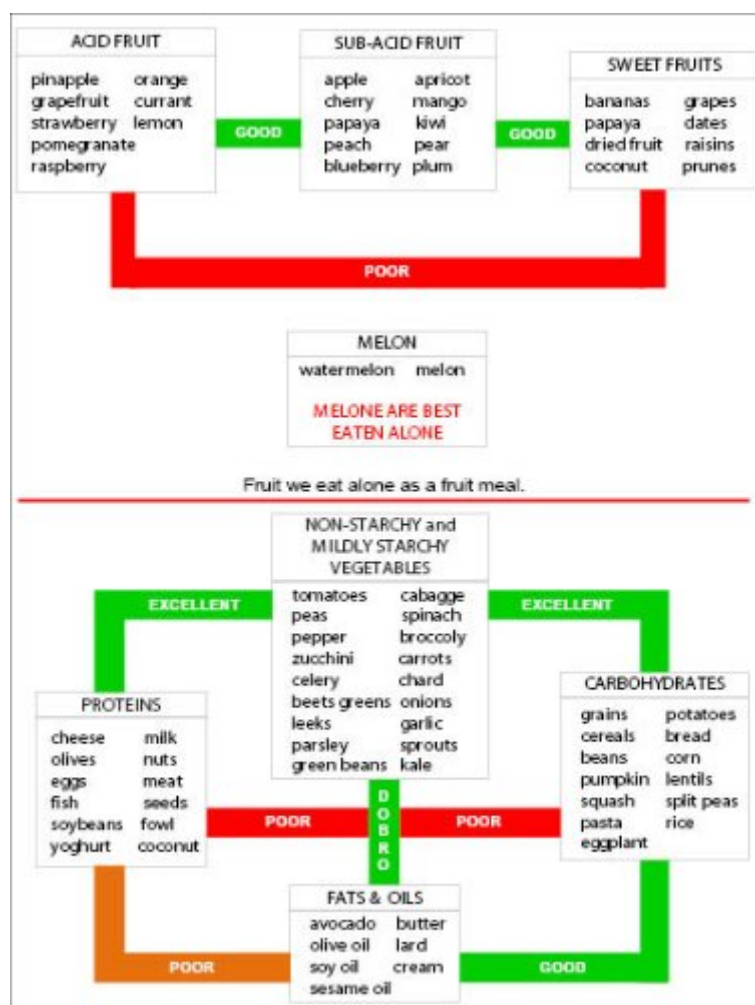 ACID FRUIT
pinapple orange
grapefruit currant
strawberry lemon
pomegranate
raspberry
GOOD
SUB-ACID FRUIT
apple apricot
cherry mango
papaya kiwi
peach pear
blueberry plum
GOOD
SWEET FRUITS
bananas grapes
papaya dates
dried fruit raisins
coconut prunes
POOR
MELON
watermelon melon
MELONE ARE BEST
EATEN ALONE
Fruit we eat alone as a fruit meal.
NON-STARCHY and
MILDLY STARCHY
VEGETABLES
tomatoes cabagge
peas spinach
pepper broccoly
zucchini carrots
celery chard
beets greens onions
leeks garlic
parsley sprouts
green beans kale
EXCELLENT
EXCELLENT
PROTEINS
cheese milk
olives nuts
eggs meat
fish seeds
soybeans fowl
yoghurt coconut
CARBOHYDRATES
grains potatoes
cereals bread
beans corn
pumpkin lentils
squash split peas
pasta rice
eggplant
POOR
DOBRO
POOR
FATS & OILS
avocado butter
olive oil lard
soy oil cream
sesame oil
POOR
GOOD